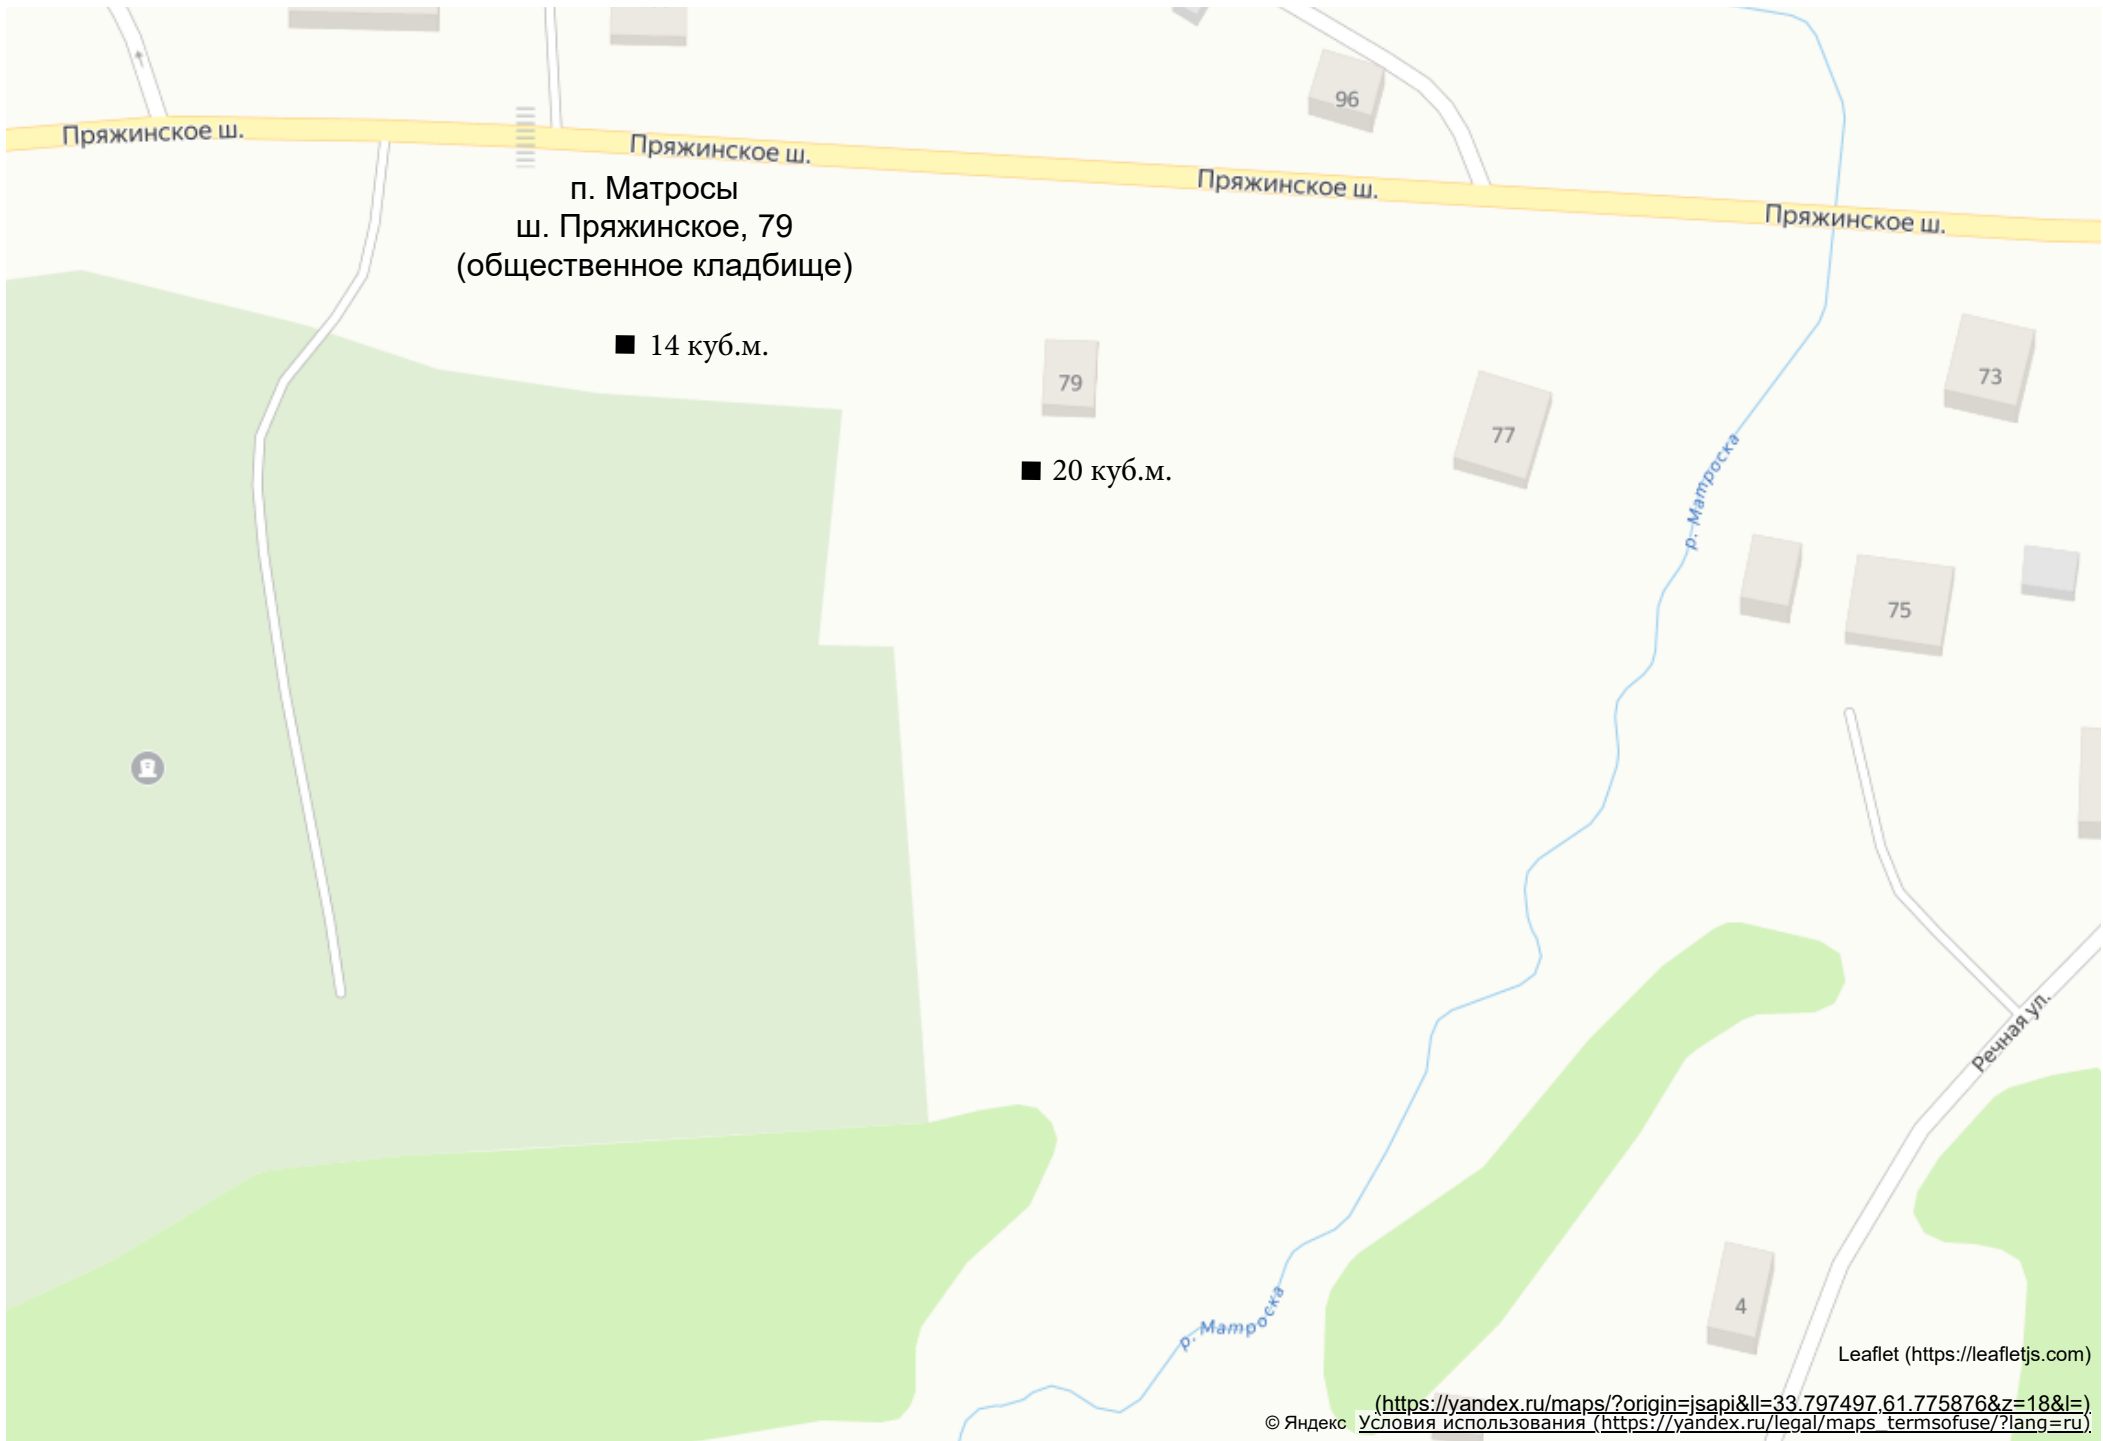 96
Пряжинское ш.
Пряжинское ш.
Пряжинское ш.
Пряжинское ш.
п. Матросы
ш. Пряжинское, 79
(общественное кладбище)
14 куб.м.
79
73
77
20 куб.м.
р. Матроска
75
Речная ул.
4
р. Матроска
Leaflet (https://leafletjs.com)
(https://yandex.ru/maps/?origin=jsapi&ll=33.797497,61.775876&z=18&l=)
© Яндекс Условия использования (https://yandex.ru/legal/maps_termsofuse/?lang=ru)